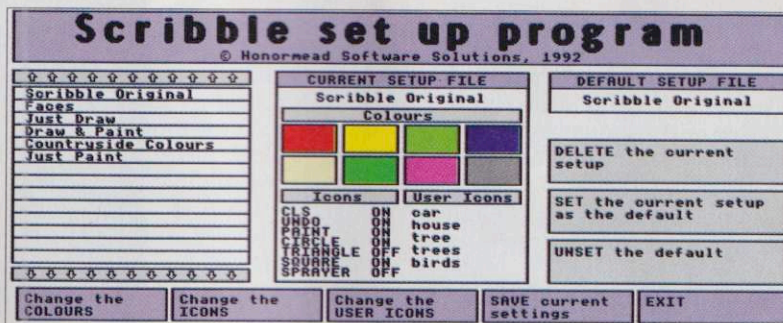 Scribble set up program
© Honormead Software Solutions, 1992
Scribble Original
Faces
Just Draw
Draw & Paint
Countryside Colours
Just Paint
CURRENT SETUP FILE
Scribble Original
Colours
Icons
User Icons
CLS ON
UNDO ON
PAINT ON
CIRCLE ON
TRIANGLE OFF
SQUARE ON
SPRAYER OFF
car
house
tree
trees
birds
DEFAULT SETUP FILE
Scribble Original
DELETE the current
setup
SET the current setup
as the default
UNSET the default
Change the
COLOURS
Change the
ICONS
Change the
USER ICONS
SAVE current
settings
EXIT